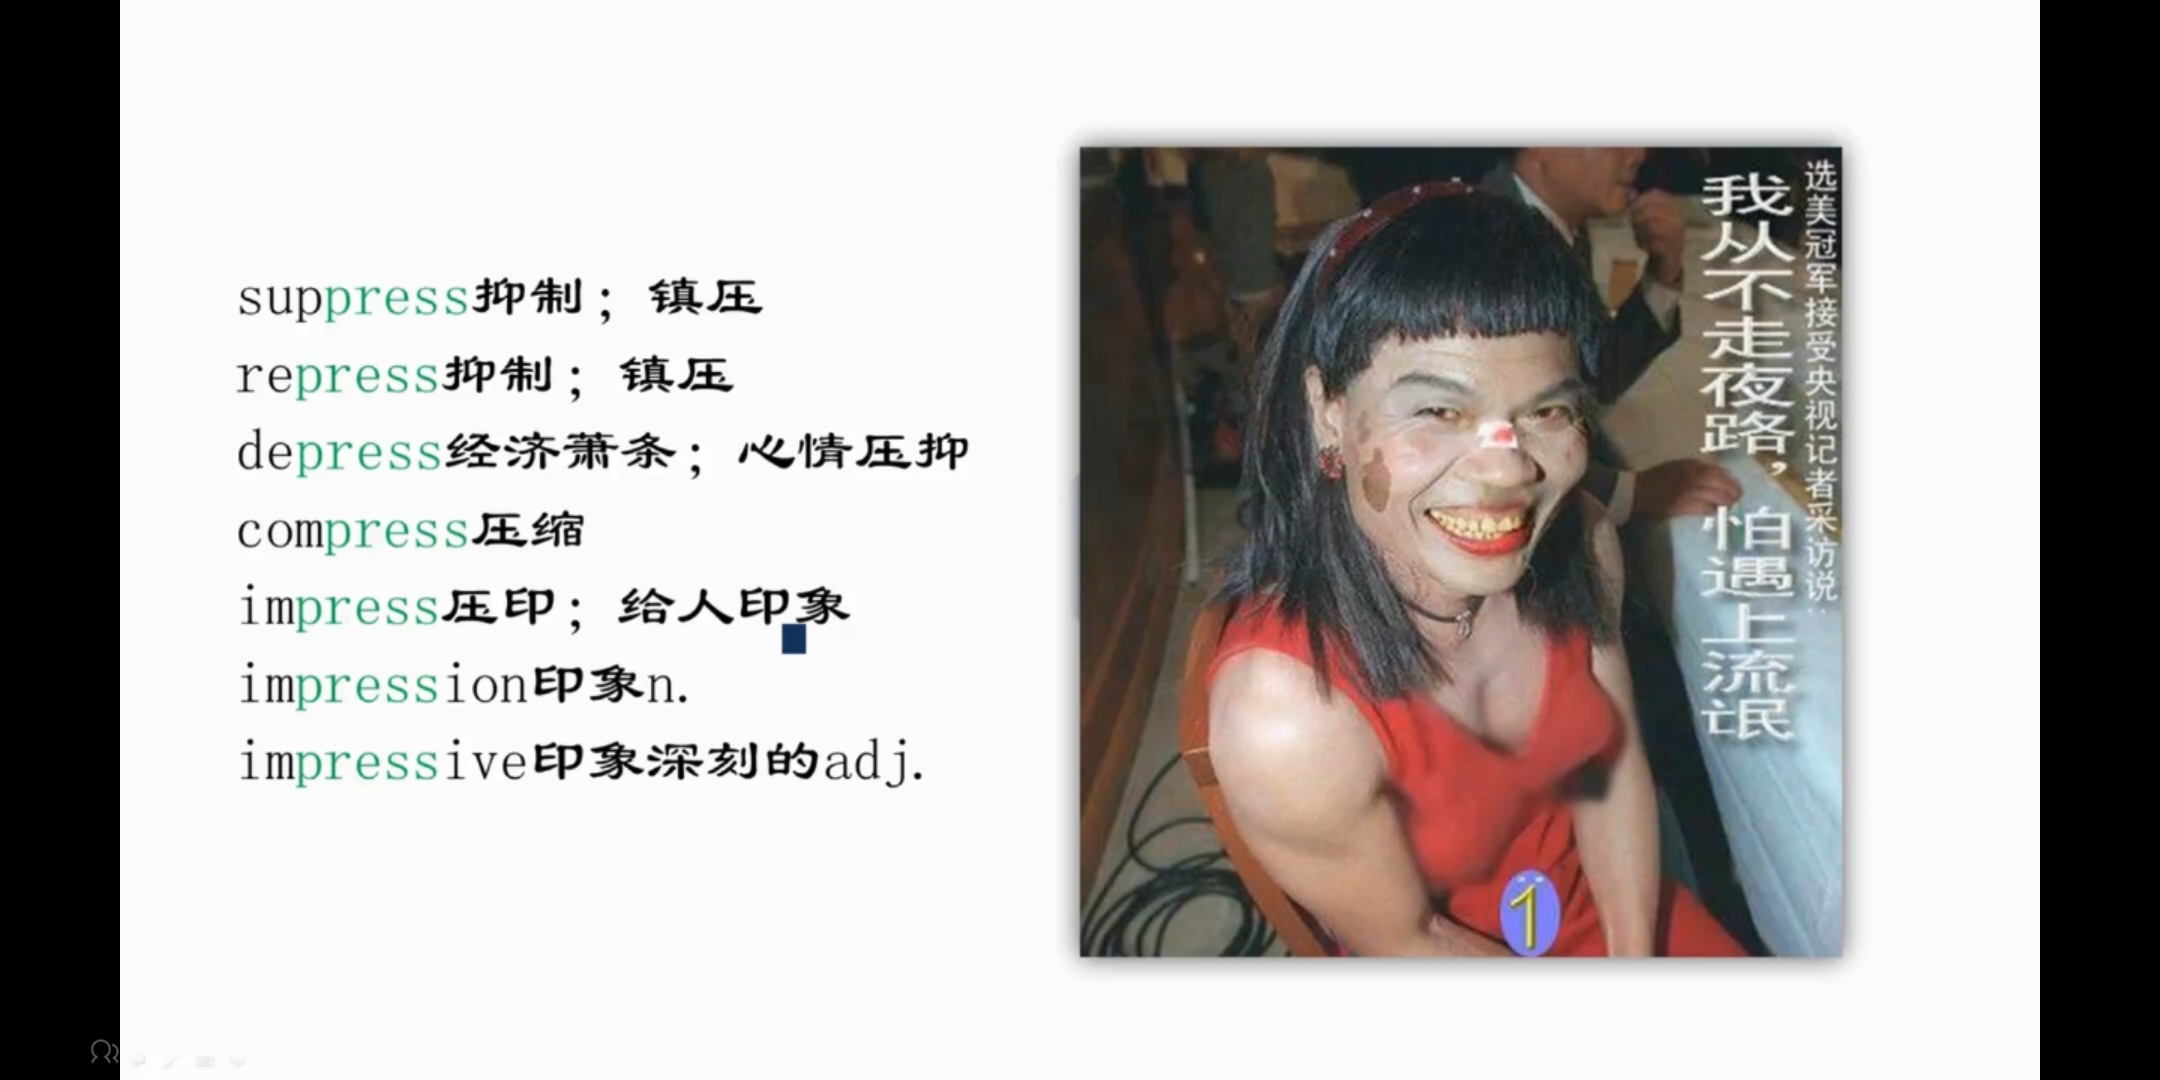 suppress抑制；镇压
repress抑制；镇压
depress经济萧条；心情压抑
compress压缩
impress压印；给人印象
impression印象n.
impressive印象深刻的adj.
选美冠军接受央视记者采访说：
我从不走夜路，怕遇上流氓
1